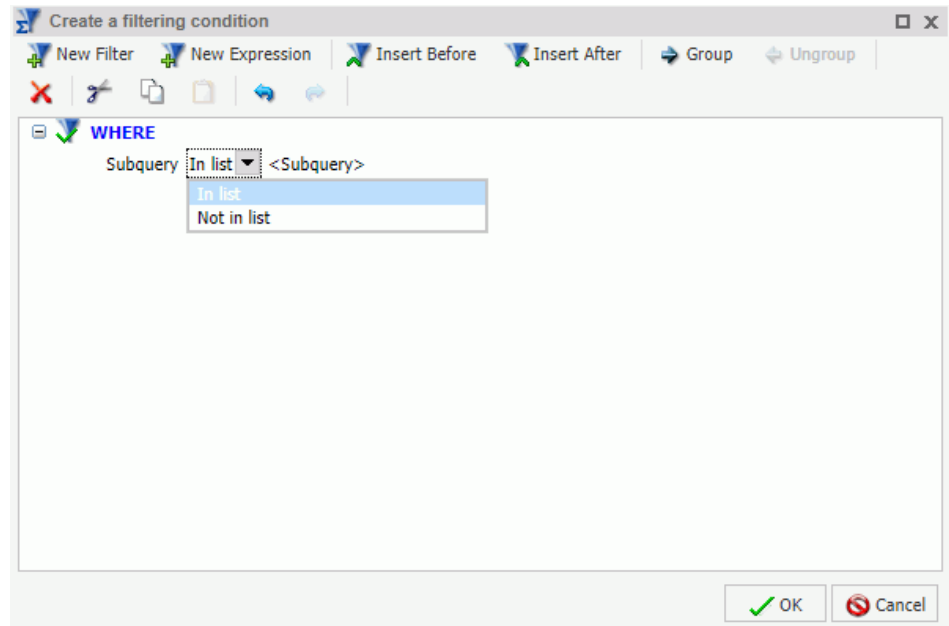 Create a filtering condition
New Filter New Expression Insert Before Insert After Group Ungroup
WHERE
Subquery In list <Subquery>
In list
Not in list
OK Cancel